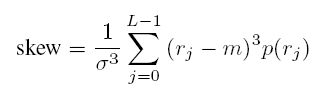 skew = \frac{1}{\sigma^3} \sum_{j=0}^{L-1} (r_j - m)^3 p(r_j)